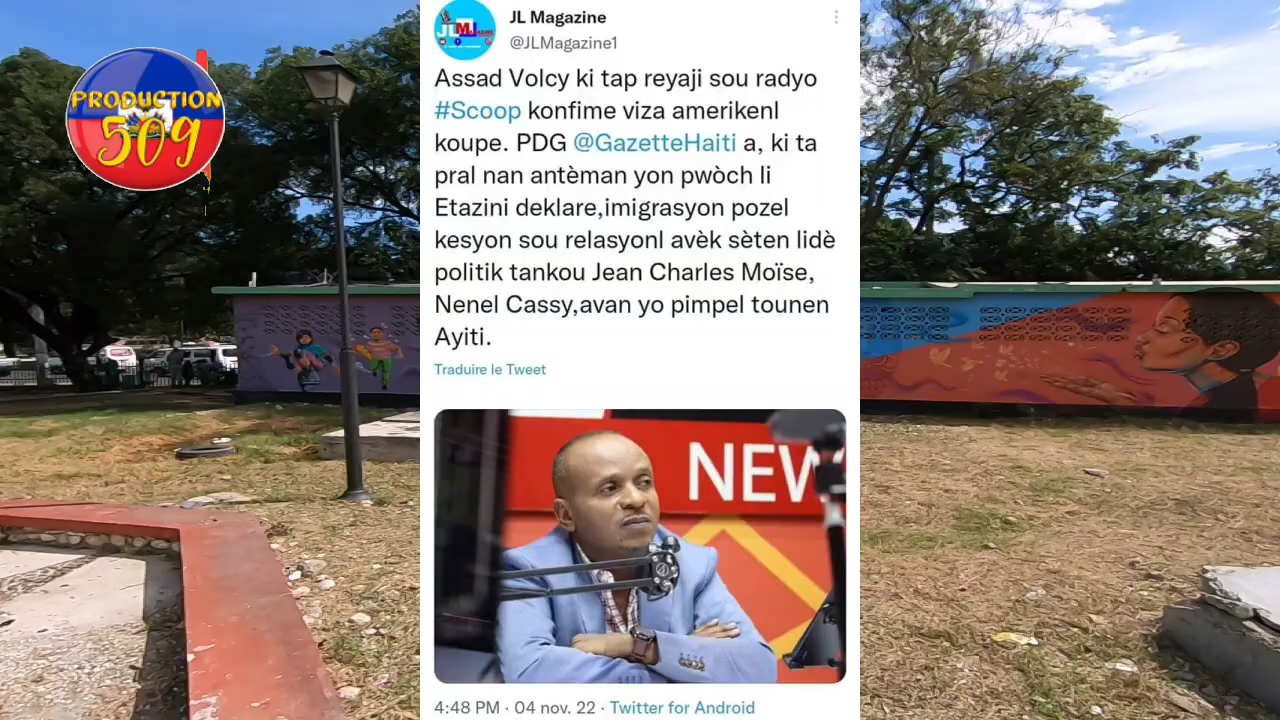 PRODUCTION
509
JL Magazine
@JLMagazine1
Assad Volcy ki tap reyaji sou radyo
#Scoop konfime viza amerikenl
koupe. PDG @GazetteHaiti a, ki ta
pral nan antèman yon pwòch li
Etazini deklare,imigrasyon pozel
kesyon sou relasyonl avèk sèten lidè
politik tankou Jean Charles Moïse,
Nenel Cassy,avan yo pimpel tounen
Ayiti.
Traduire le Tweet
NEW
4:48 PM · 04 nov. 22 · Twitter for Android